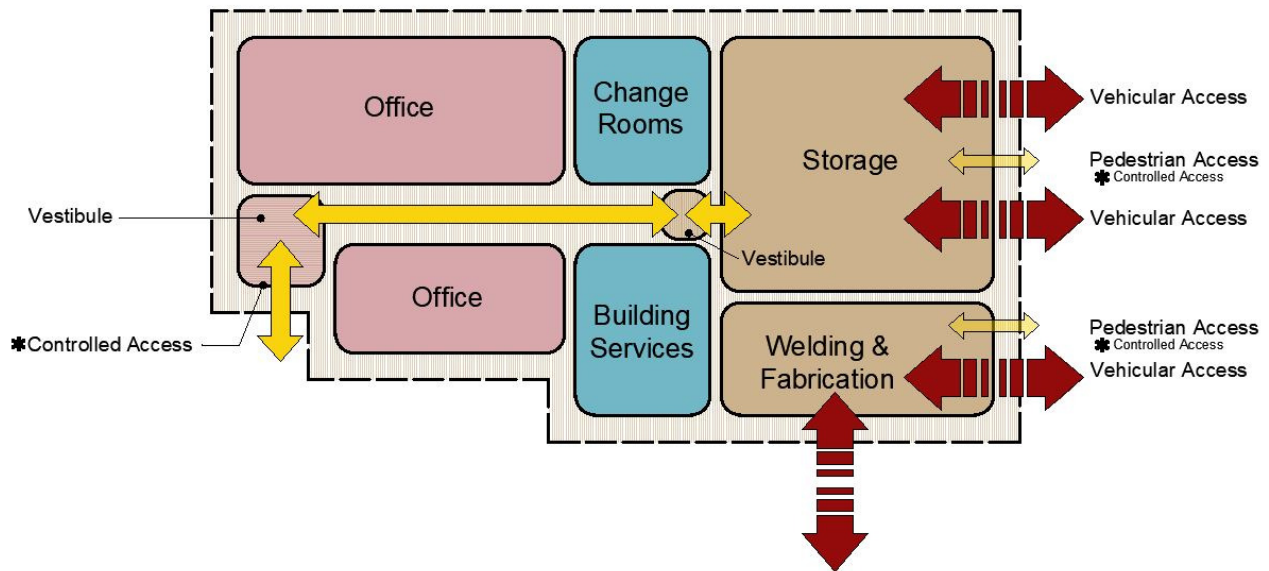 Office
Change
Rooms
Storage
Vehicular Access
Pedestrian Access
✱ Controlled Access
Vehicular Access
Vestibule
Vestibule
Office
Building
Services
Welding &
Fabrication
✱Controlled Access
Pedestrian Access
✱ Controlled Access
Vehicular Access